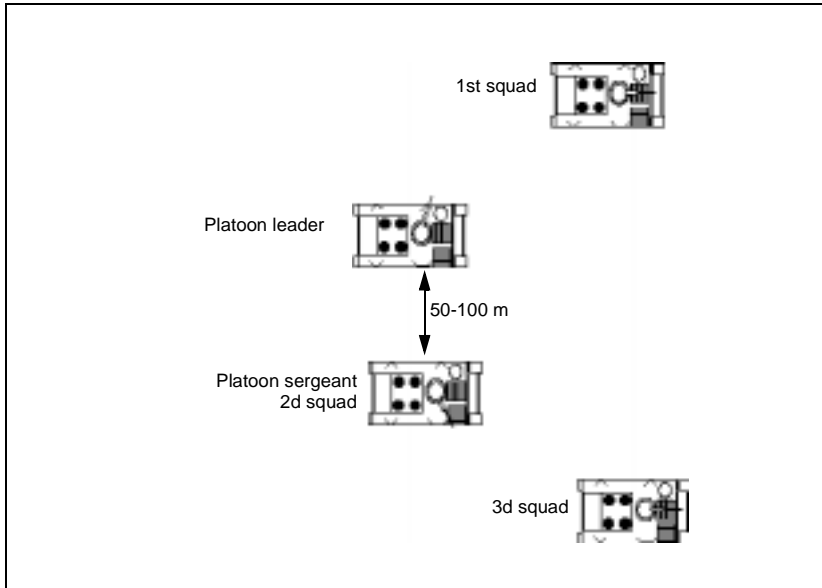 1st squad
Platoon leader
50-100 m
Platoon sergeant
2d squad
3d squad